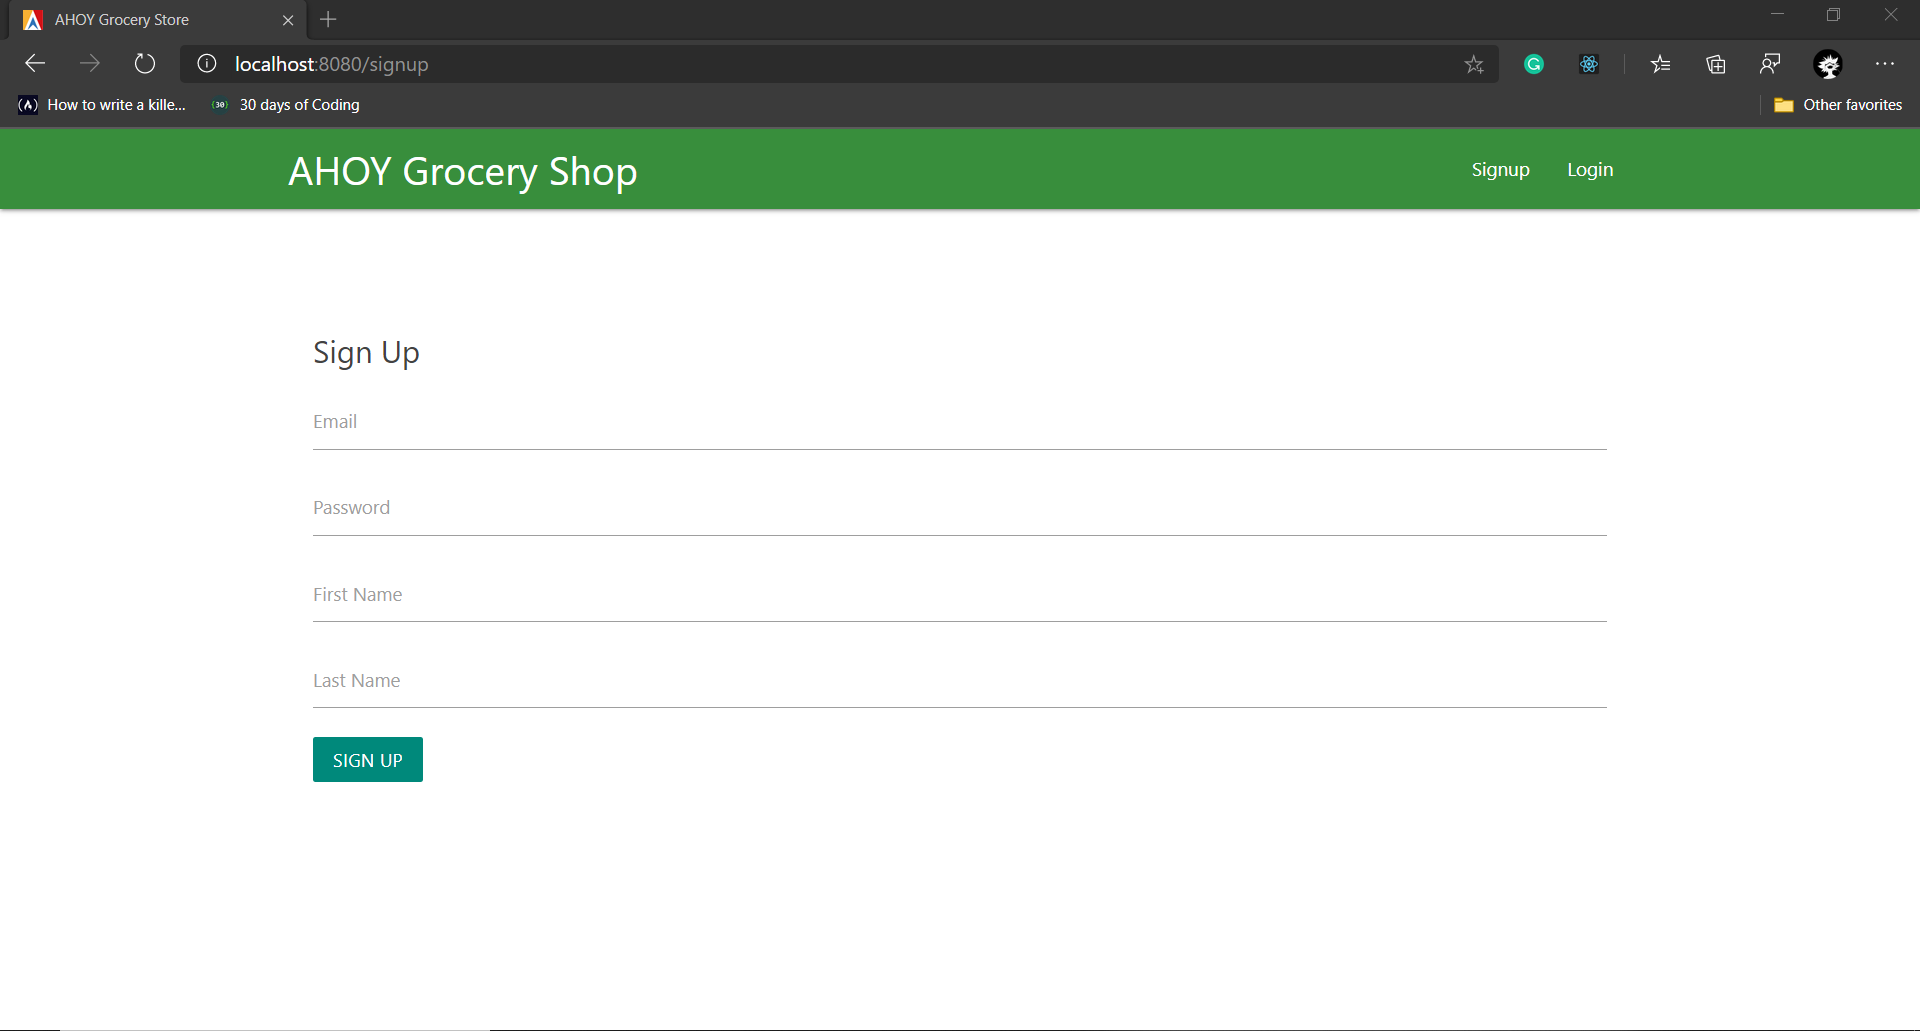 AHOY Grocery Store
localhost:8080/signup
How to write a kille...
30 days of Coding
Other favorites
AHOY Grocery Shop
Signup
Login
Sign Up
Email
Password
First Name
Last Name
SIGN UP